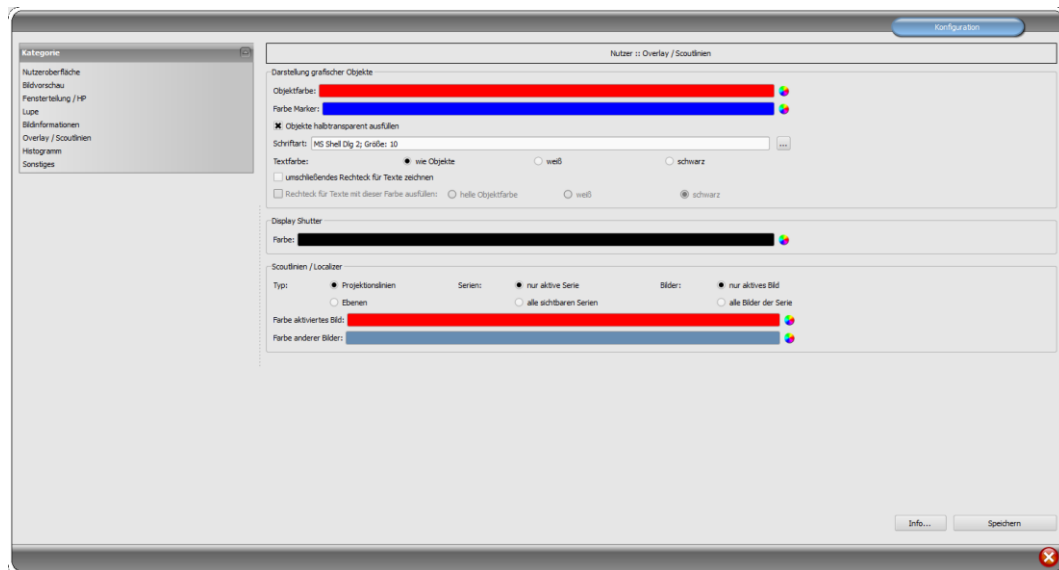 Konfiguration
Kategorie
Nutzeroberfläche
Bildvorschau
Fensterteilung / HP
Lupe
Bildinformationen
Overlay / Scoutlinien
Histogramm
Sonstiges
Nutzer :: Overlay / Scoutlinien
Darstellung grafischer Objekte
Objektfarbe:
Farbe Marker:
Objekte halbtransparent ausfüllen
Schriftart: MS Shell Dlg 2; Größe: 10 ...
Textfarbe: wie Objekte weiß schwarz
umschließendes Rechteck für Texte zeichnen
Rechteck für Texte mit dieser Farbe ausfüllen: helle Objektfarbe weiß schwarz
Display Shutter
Farbe:
Scoutlinien / Localizer
Typ: Projektionslinien Serien: nur aktive Serie Bilder: nur aktives Bild
Ebenen alle sichtbaren Serien alle Bilder der Serie
Farbe aktiviertes Bild:
Farbe anderer Bilder:
Info... Speichern